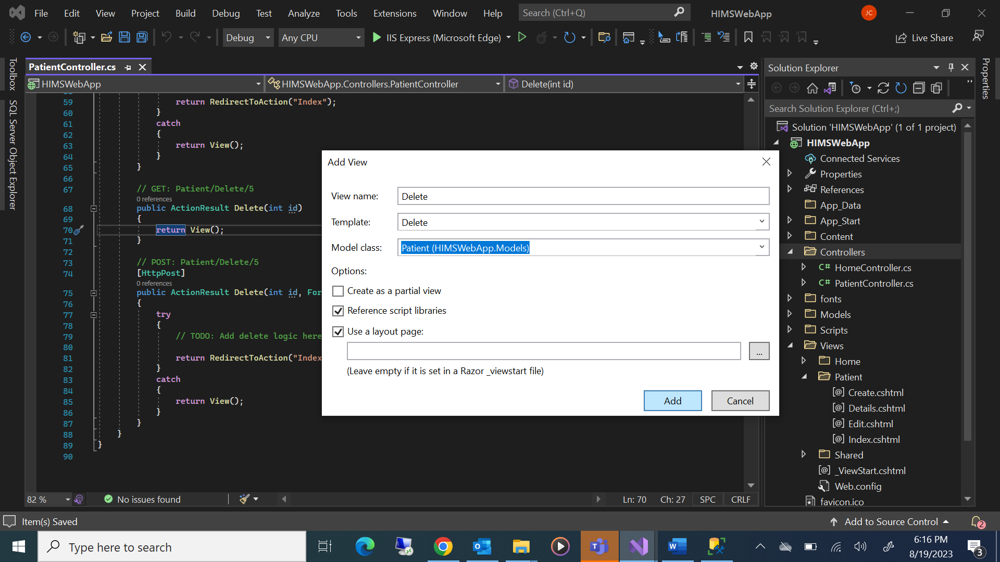 File Edit View Project Build Debug Test Analyze Tools Extensions Window Help Search (Ctrl+Q) HIMSWebApp JC
Debug Any CPU IIS Express (Microsoft Edge) Live Share
PatientController.cs
HIMSWebApp HIMSWebApp.Controllers.PatientController Delete(int id)
Toolbox
SQL Server Object Explorer
59 return RedirectToAction("Index");
60 }
61 catch
62 {
63 return View();
64 }
65 }
66
67 // GET: Patient/Delete/5
0 references
68 public ActionResult Delete(int id)
69 {
70 return View();
71 }
72
73 // POST: Patient/Delete/5
74 [HttpPost]
0 references
75 public ActionResult Delete(int id, For
76 {
77 try
78 {
79 // TODO: Add delete logic here
80
81 return RedirectToAction("Index
82 }
83 catch
84 {
85 return View();
86 }
87 }
88 }
89 }
90
82 % No issues found Ln: 70 Ch: 27 SPC CRLF
Add View
View name: Delete
Template: Delete
Model class: Patient (HIMSWebApp.Models)
Options:
Create as a partial view
Reference script libraries
Use a layout page:
...
(Leave empty if it is set in a Razor _viewstart file)
Add Cancel
Solution Explorer
Search Solution Explorer (Ctrl+;)
Solution 'HIMSWebApp' (1 of 1 project)
HIMSWebApp
Connected Services
Properties
References
App_Data
App_Start
Content
Controllers
C# HomeController.cs
C# PatientController.cs
fonts
Models
Scripts
Views
Home
Patient
[@] Create.cshtml
[@] Details.cshtml
[@] Edit.cshtml
[@] Index.cshtml
Shared
[@] _ViewStart.cshtml
Web.config
favicon.ico
Properties
Item(s) Saved Add to Source Control 2
Type here to search
6:16 PM
8/19/2023
3